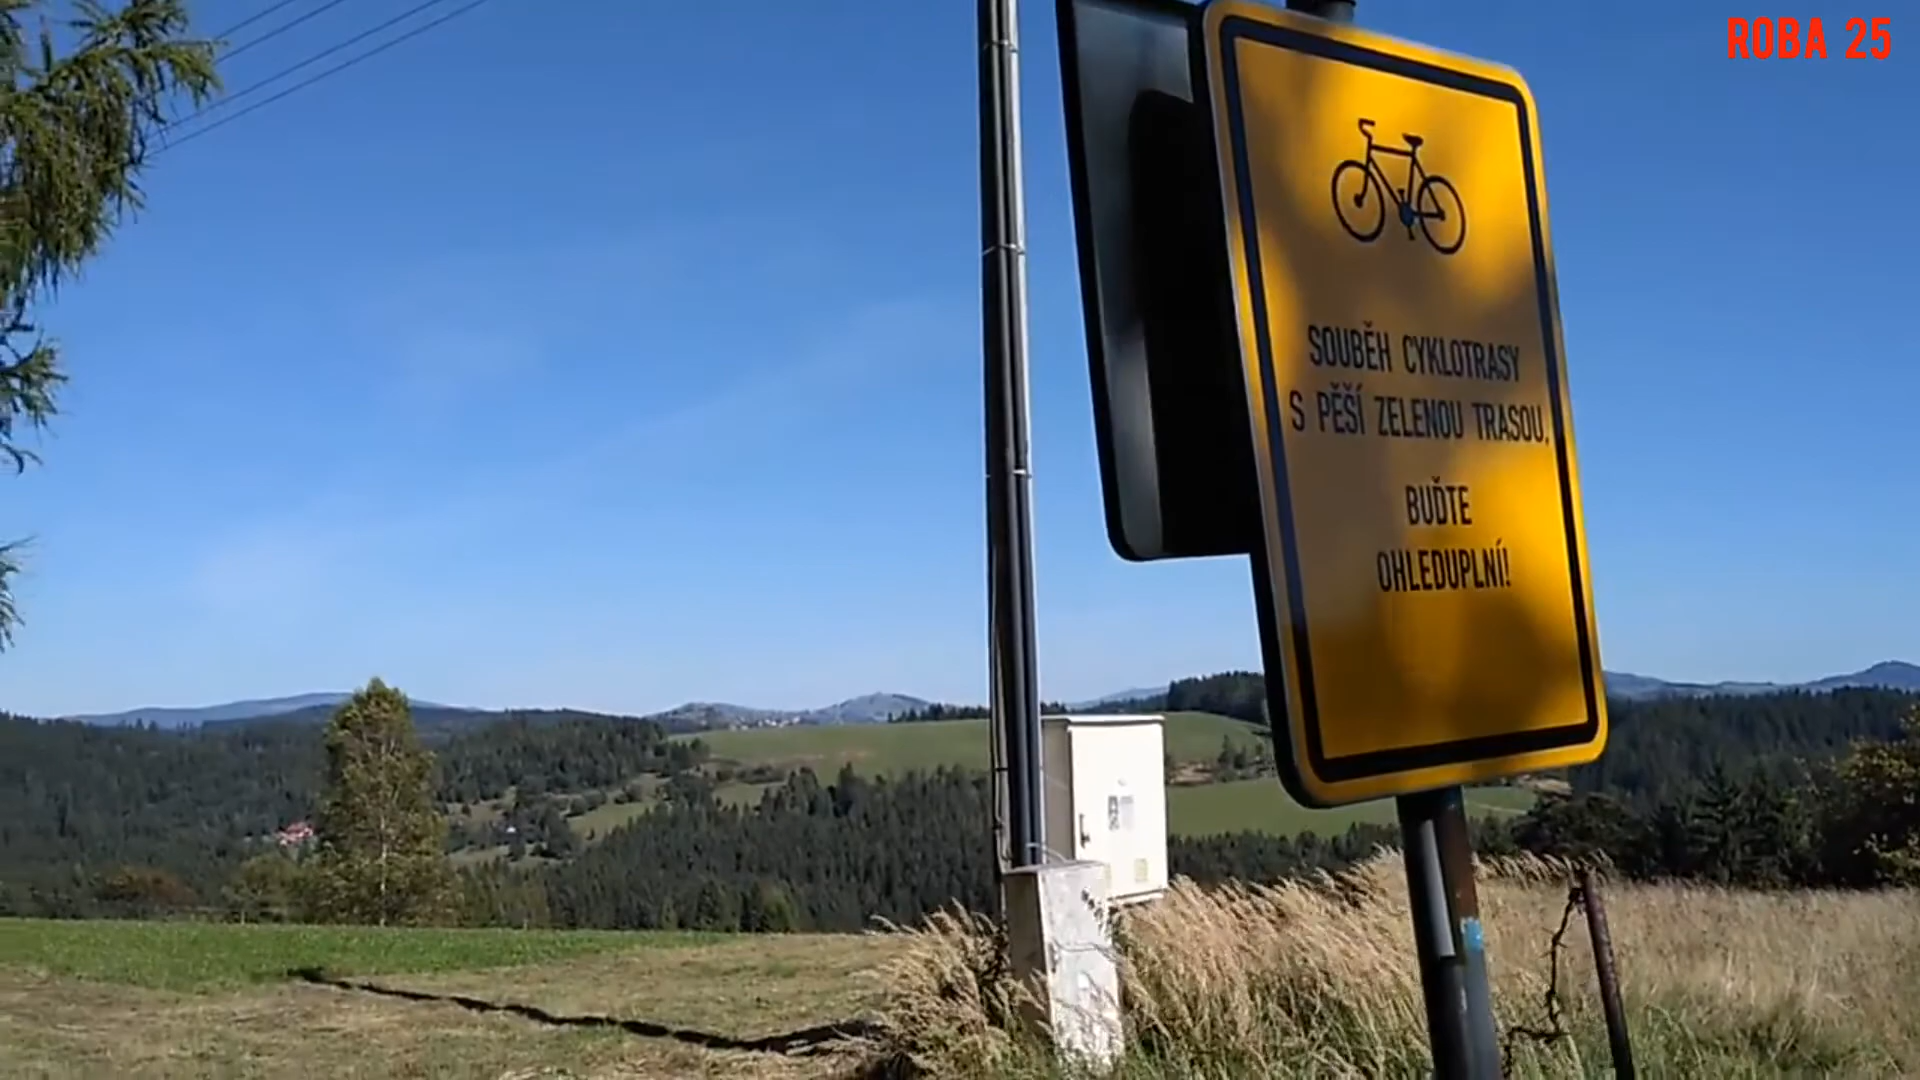 ROBA 25
SOUBĚH CYKLOTRASY
S PĚŠÍ ZELENOU TRASOU,
BUĎTE
OHLEDUPLNÍ!